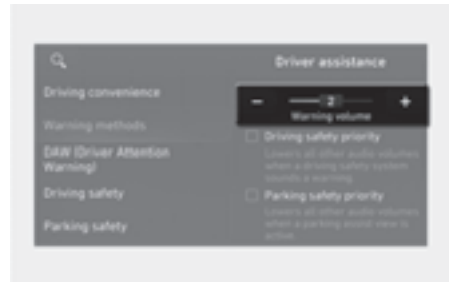 Driver assistance
Driving convenience
Warning methods
DAW (Driver Attention
Warning)
Driving safety
Parking safety
− 2 +
Warning volume
Driving safety priority
Lowers all other audio volumes
when a driving safety system
sounds a warning.
Parking safety priority
Lowers all other audio volumes
when a parking assist view is
active.